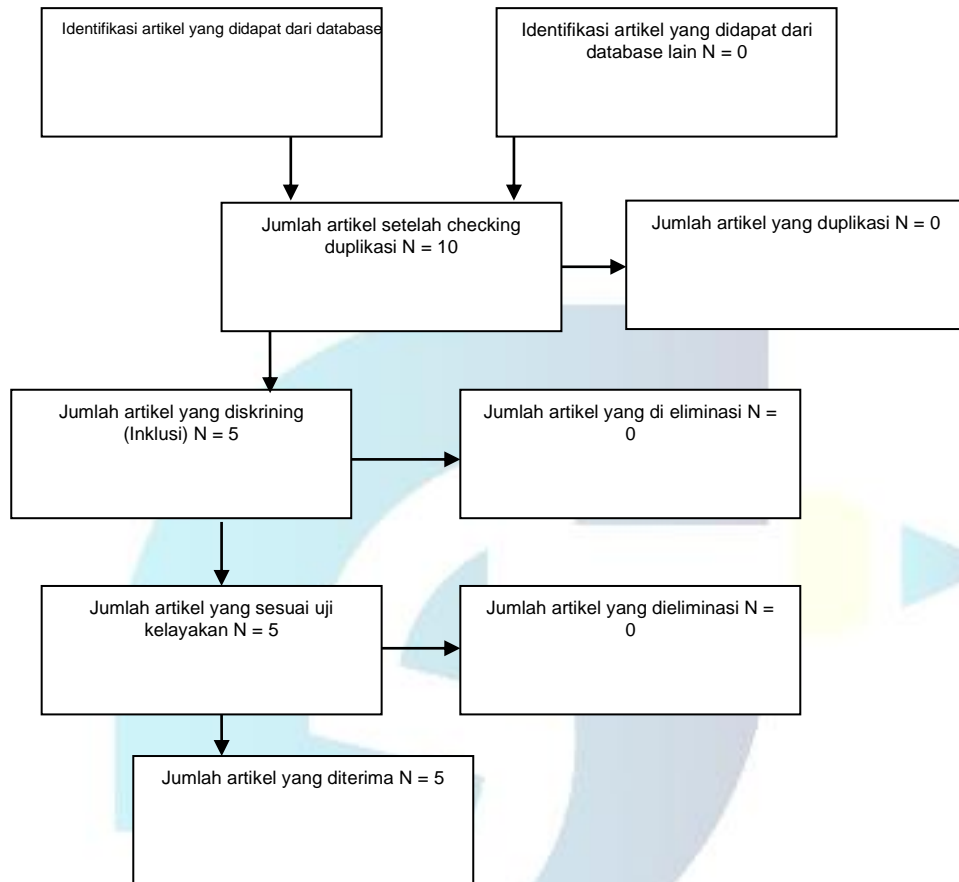 Identifikasi artikel yang didapat dari database
Identifikasi artikel yang didapat dari
database lain N = 0
Jumlah artikel setelah checking
duplikasi N = 10
Jumlah artikel yang duplikasi N = 0
Jumlah artikel yang diskrining
(Inklusi) N = 5
Jumlah artikel yang di eliminasi N =
0
Jumlah artikel yang sesuai uji
kelayakan N = 5
Jumlah artikel yang dieliminasi N =
0
Jumlah artikel yang diterima N = 5